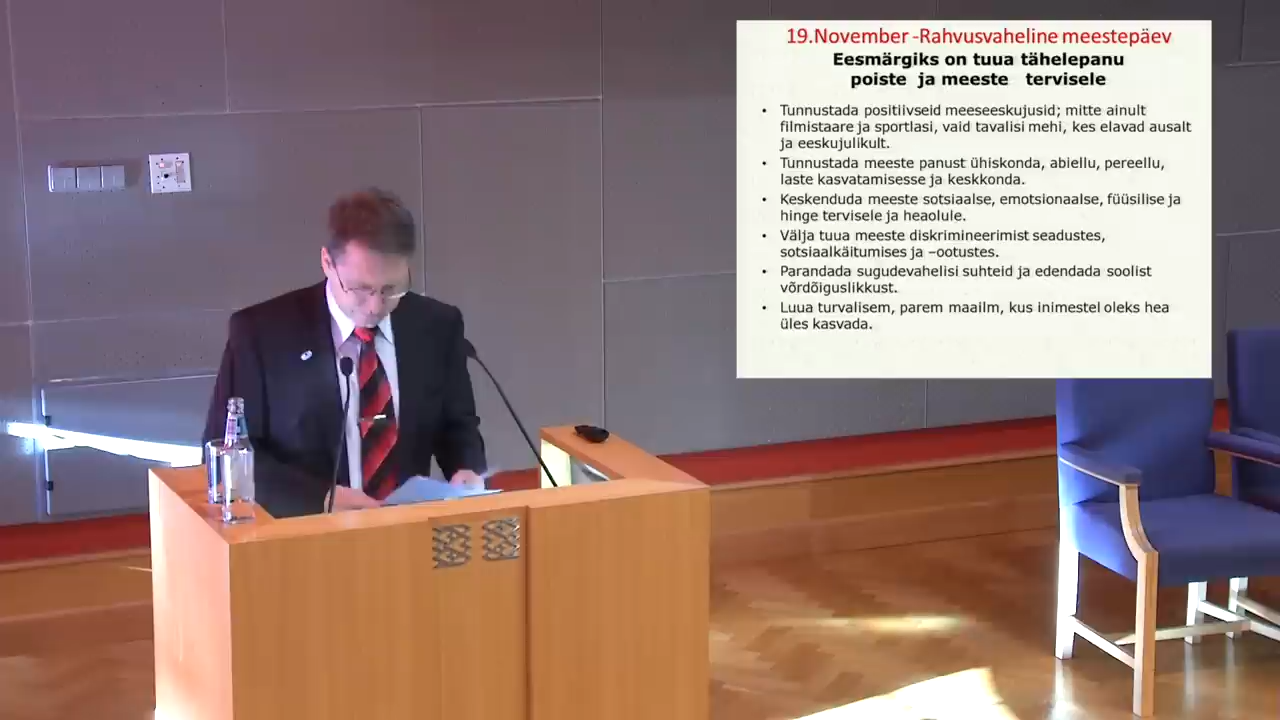 19.November -Rahvusvaheline meestepäev
Eesmärgiks on tuua tähelepanu
poiste ja meeste tervisele
• Tunnustada positiivseid meeseeskujusid; mitte ainult
filmistaare ja sportlasi, vaid tavalisi mehi, kes elavad ausalt
ja eeskujulikult.
• Tunnustada meeste panust ühiskonda, abiellu, pereellu,
laste kasvatamisesse ja keskkonda.
• Keskenduda meeste sotsiaalse, emotsionaalse, füüsilise ja
hinge tervisele ja heaolule.
• Välja tuua meeste diskrimineerimist seadustes,
sotsiaalkäitumises ja –ootustes.
• Parandada sugudevahelisi suhteid ja edendada soolist
võrdõiguslikkust.
• Luua turvalisem, parem maailm, kus inimestel oleks hea
üles kasvada.